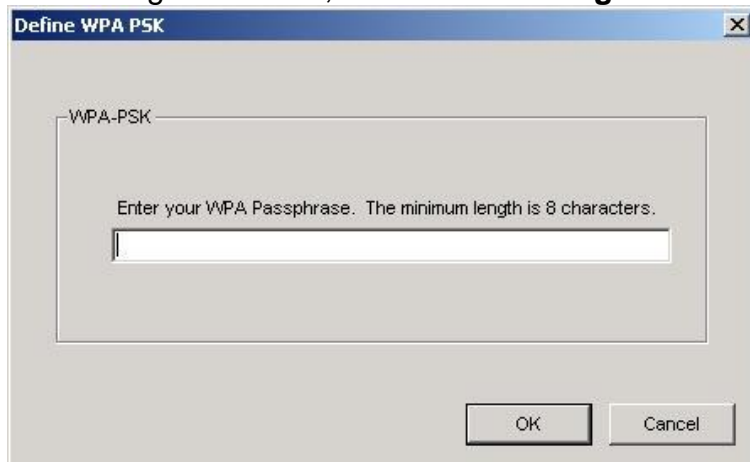 Define WPA PSK
WPA-PSK
Enter your WPA Passphrase. The minimum length is 8 characters.
OK
Cancel